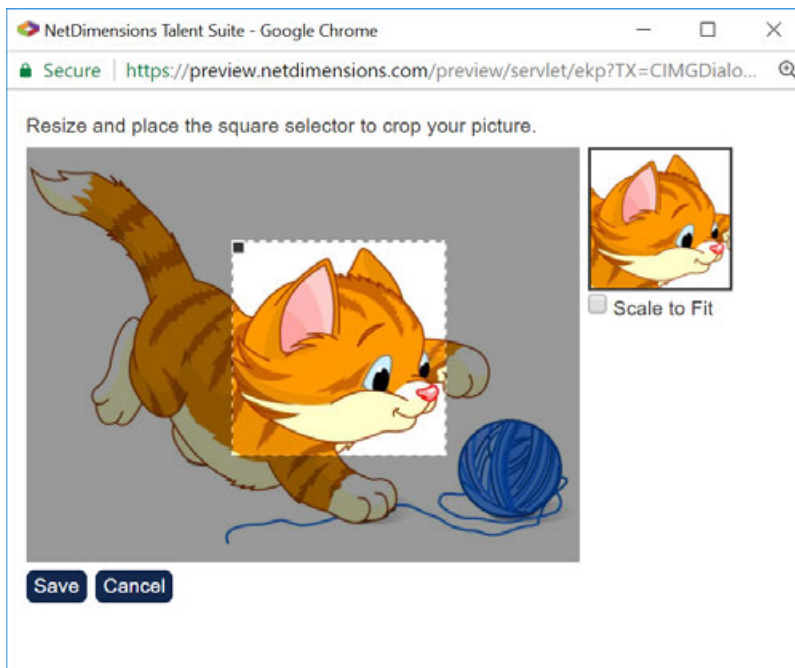 NetDimensions Talent Suite - Google Chrome
Secure | https://preview.netdimensions.com/preview/servlet/ekp?TX=CIMGDialo...
Resize and place the square selector to crop your picture.
Scale to Fit
Save Cancel